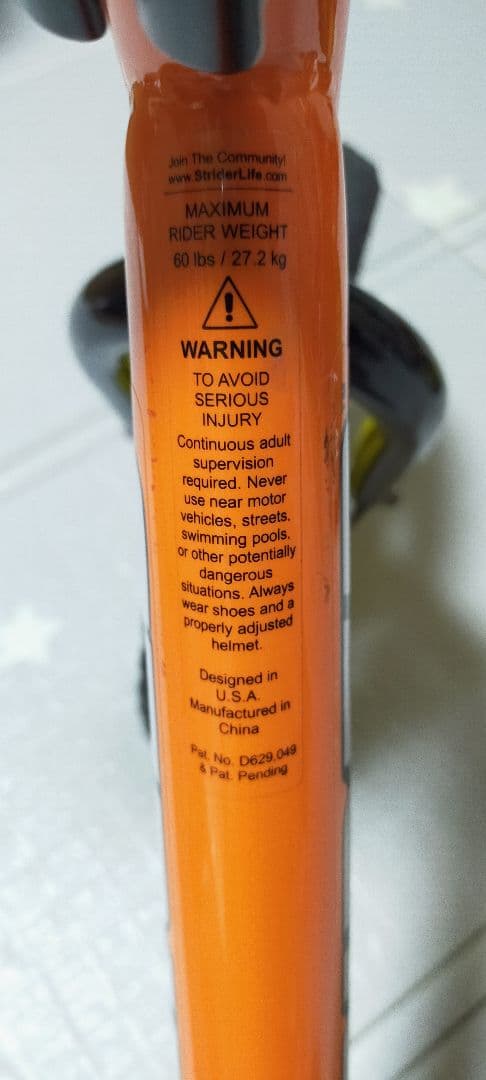 Join The Community!
www.StriderLife.com
MAXIMUM
RIDER WEIGHT
60 lbs / 27.2 kg
WARNING
TO AVOID
SERIOUS
INJURY
Continuous adult
supervision
required. Never
use near motor
vehicles, streets,
swimming pools,
or other potentially
dangerous
situations. Always
wear shoes and a
properly adjusted
helmet.
Designed in
U.S.A.
Manufactured in
China
Pat. No. D629,049
& Pat. Pending